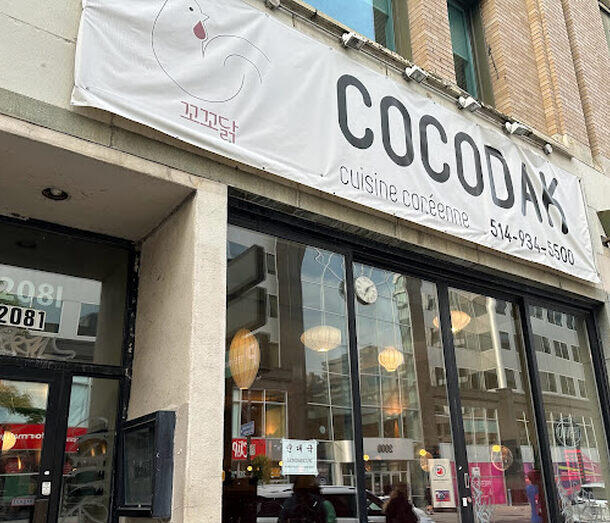 꼬꼬닭
COCODAK
cuisine coréenne
514-934-5500
2081
2081